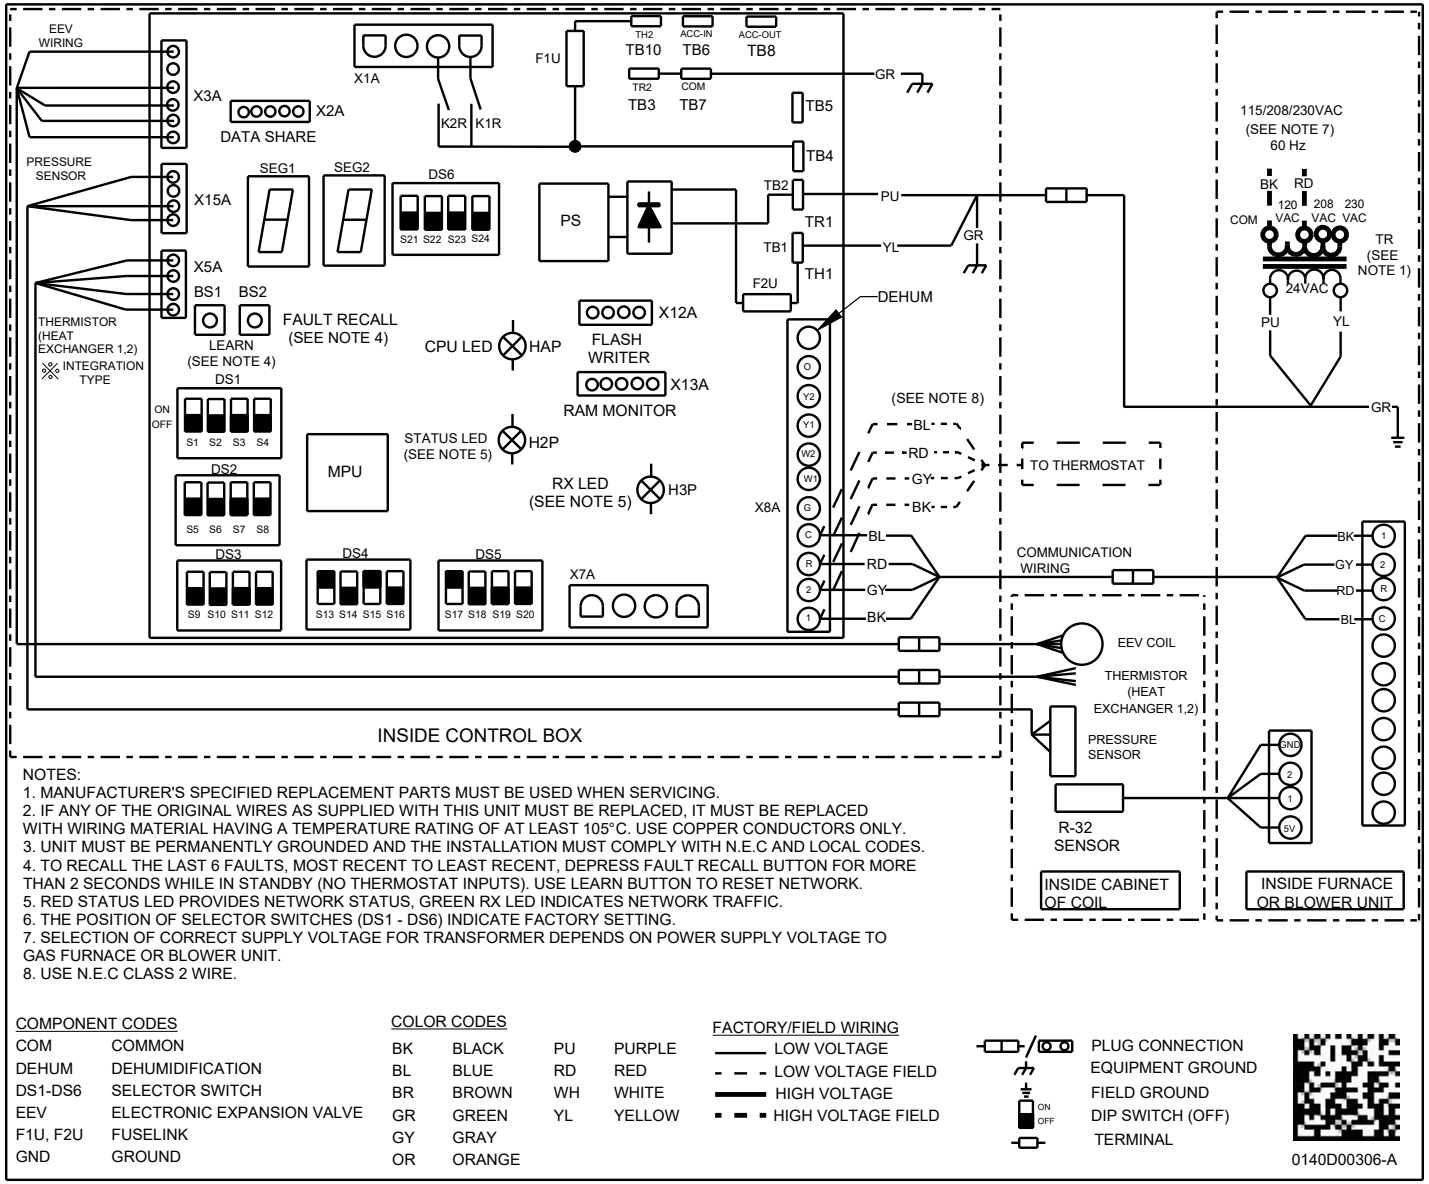 EEV
WIRING
X3A
X2A
DATA SHARE
X1A
K2R
K1R
F1U
TH2
TB10
ACC-IN
TB6
ACC-OUT
TB8
TR2
TB3
COM
TB7
GR
TB5
TB4
PRESSURE
SENSOR
X15A
SEG1
SEG2
DS6
S21 S22 S23 S24
PS
TB2
TR1
TB1
TH1
F2U
PU
YL
GR
115/208/230VAC
(SEE NOTE 7)
60 Hz
BK RD
COM
120
VAC
208
VAC
230
VAC
TR
(SEE
NOTE 1)
24VAC
PU
YL
GR
X5A
BS1 BS2
FAULT RECALL
(SEE NOTE 4)
LEARN
(SEE NOTE 4)
THERMISTOR
(HEAT
EXCHANGER 1,2)
※ INTEGRATION
TYPE
CPU LED
HAP
X12A
FLASH
WRITER
X13A
RAM MONITOR
STATUS LED
(SEE NOTE 5)
H2P
RX LED
(SEE NOTE 5)
H3P
DEHUM
O
Y2
Y1
W2
W1
G
C
R
2
1
X8A
DS1
ON
OFF
S1 S2 S3 S4
DS2
S5 S6 S7 S8
DS3
S9 S10 S11 S12
MPU
DS4
S13 S14 S15 S16
DS5
S17 S18 S19 S20
X7A
(SEE NOTE 8)
BL
RD
GY
BK
TO THERMOSTAT
BL
RD
GY
BK
COMMUNICATION
WIRING
BK
GY
RD
BL
1
2
R
C
EEV COIL
THERMISTOR
(HEAT
EXCHANGER 1,2)
PRESSURE
SENSOR
R-32
SENSOR
GND
2
1
5V
INSIDE CONTROL BOX
INSIDE CABINET
OF COIL
INSIDE FURNACE
OR BLOWER UNIT
NOTES:
1. MANUFACTURER'S SPECIFIED REPLACEMENT PARTS MUST BE USED WHEN SERVICING.
2. IF ANY OF THE ORIGINAL WIRES AS SUPPLIED WITH THIS UNIT MUST BE REPLACED, IT MUST BE REPLACED
WITH WIRING MATERIAL HAVING A TEMPERATURE RATING OF AT LEAST 105°C. USE COPPER CONDUCTORS ONLY.
3. UNIT MUST BE PERMANENTLY GROUNDED AND THE INSTALLATION MUST COMPLY WITH N.E.C AND LOCAL CODES.
4. TO RECALL THE LAST 6 FAULTS, MOST RECENT TO LEAST RECENT, DEPRESS FAULT RECALL BUTTON FOR MORE
THAN 2 SECONDS WHILE IN STANDBY (NO THERMOSTAT INPUTS). USE LEARN BUTTON TO RESET NETWORK.
5. RED STATUS LED PROVIDES NETWORK STATUS, GREEN RX LED INDICATES NETWORK TRAFFIC.
6. THE POSITION OF SELECTOR SWITCHES (DS1 - DS6) INDICATE FACTORY SETTING.
7. SELECTION OF CORRECT SUPPLY VOLTAGE FOR TRANSFORMER DEPENDS ON POWER SUPPLY VOLTAGE TO
GAS FURNACE OR BLOWER UNIT.
8. USE N.E.C CLASS 2 WIRE.
COMPONENT CODES
COM COMMON
DEHUM DEHUMIDIFICATION
DS1-DS6 SELECTOR SWITCH
EEV ELECTRONIC EXPANSION VALVE
F1U, F2U FUSELINK
GND GROUND
COLOR CODES
BK BLACK PU PURPLE
BL BLUE RD RED
BR BROWN WH WHITE
GR GREEN YL YELLOW
GY GRAY
OR ORANGE
FACTORY/FIELD WIRING
LOW VOLTAGE
LOW VOLTAGE FIELD
HIGH VOLTAGE
HIGH VOLTAGE FIELD
PLUG CONNECTION
EQUIPMENT GROUND
FIELD GROUND
ON
OFF
DIP SWITCH (OFF)
TERMINAL
0140D00306-A